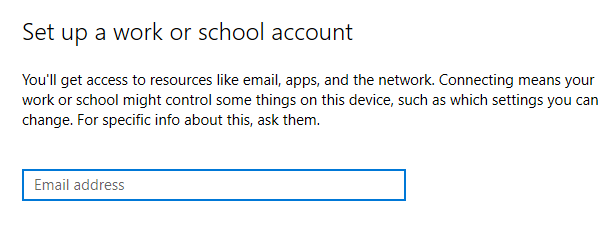 Set up a work or school account
You'll get access to resources like email, apps, and the network. Connecting means your
work or school might control some things on this device, such as which settings you can
change. For specific info about this, ask them.
Email address